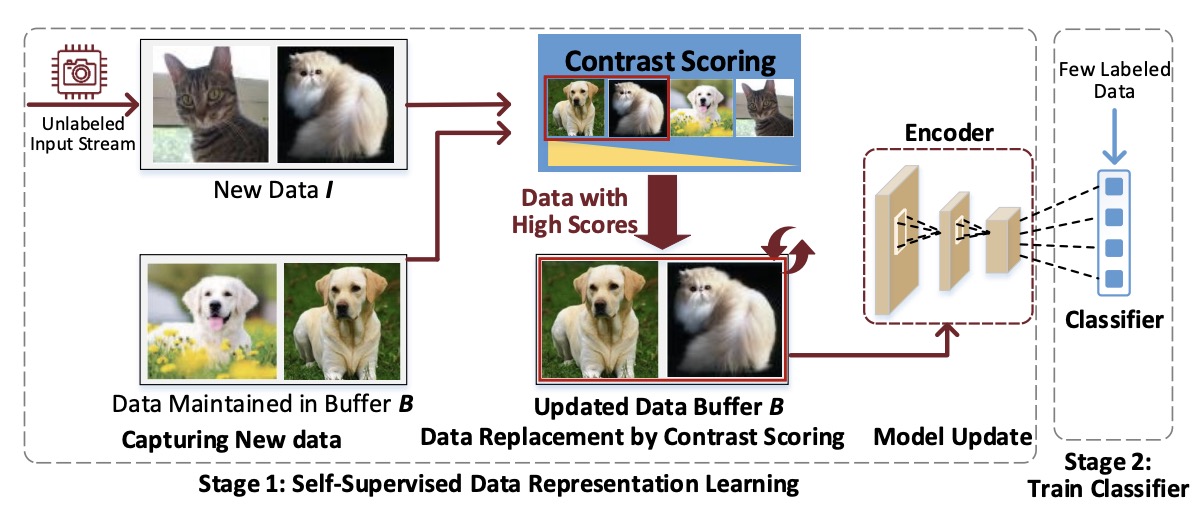 Unlabeled
Input Stream
New Data I
Data Maintained in Buffer B
Capturing New data
Contrast Scoring
Data with
High Scores
Updated Data Buffer B
Data Replacement by Contrast Scoring
Encoder
Model Update
Stage 1: Self-Supervised Data Representation Learning
Few Labeled
Data
Classifier
Stage 2:
Train Classifier